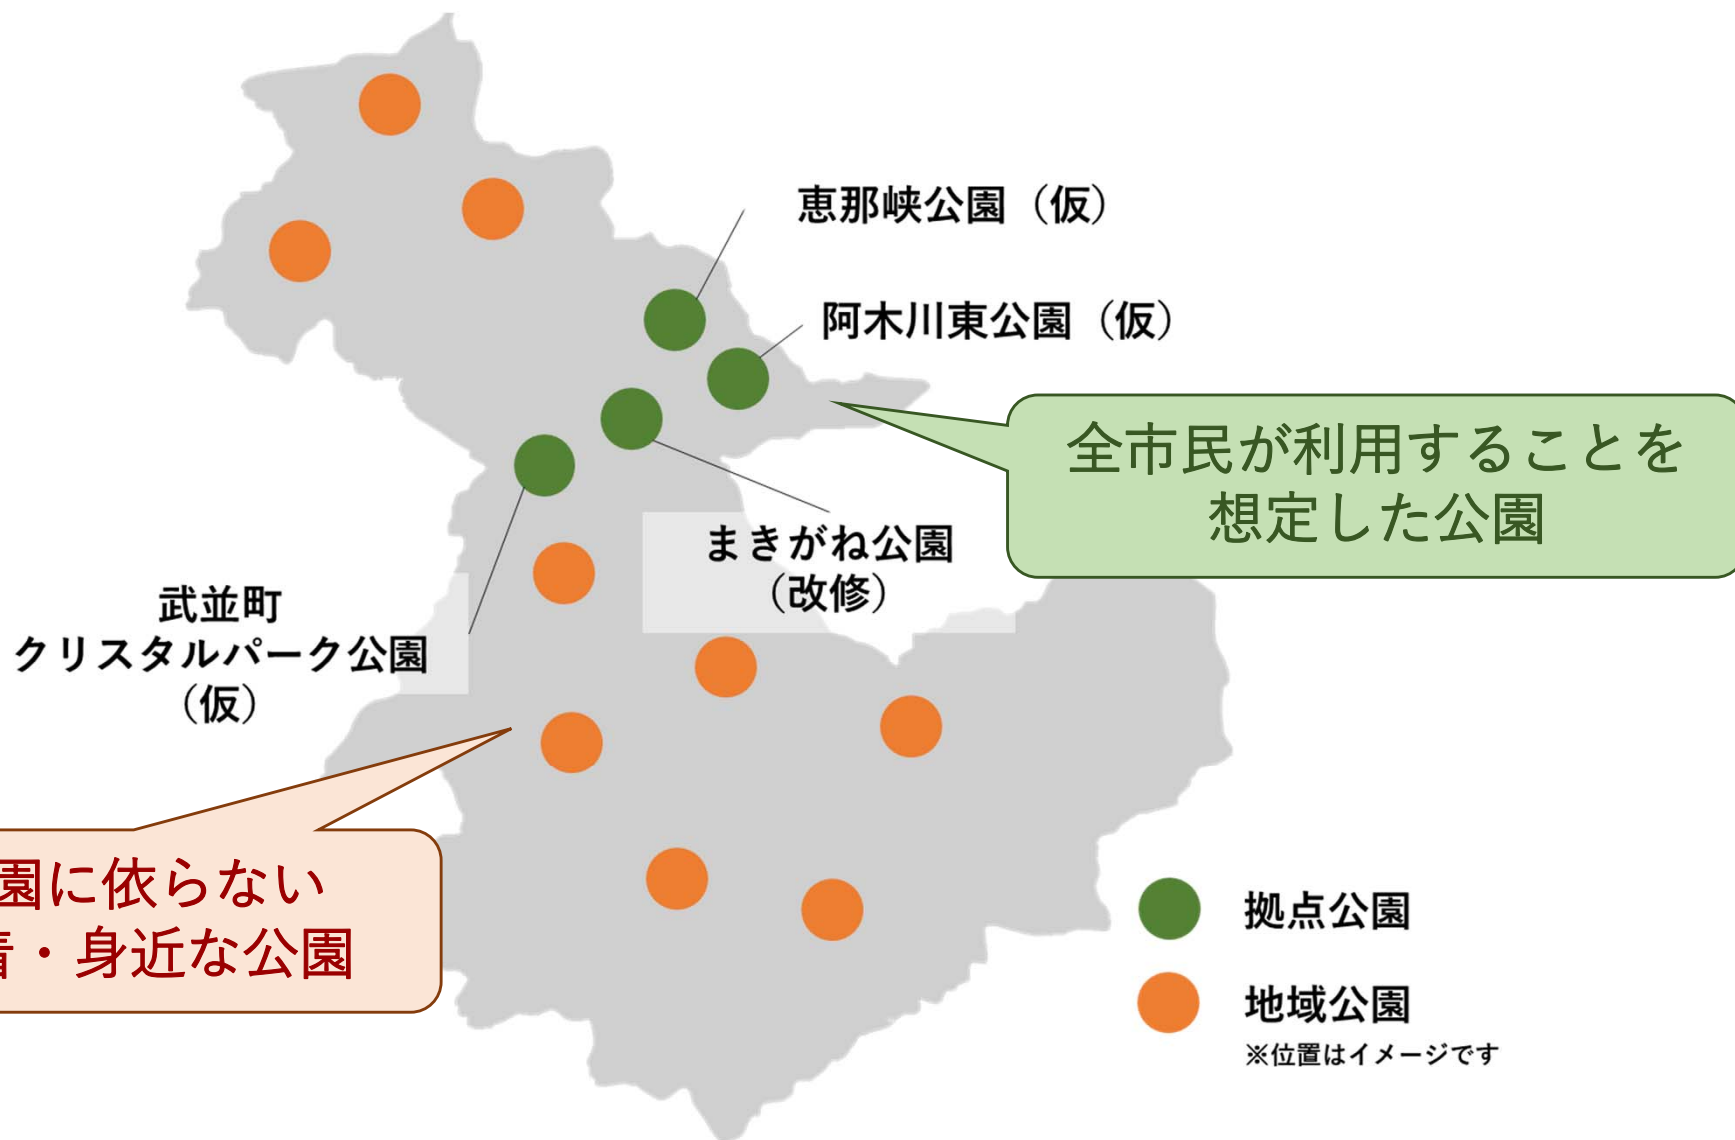 恵那峡公園（仮）
阿木川東公園（仮）
全市民が利用することを
想定した公園
まきがね公園
（改修）
武並町
クリスタルパーク公園
（仮）
園に依らない
・身近な公園
拠点公園
地域公園
※位置はイメージです